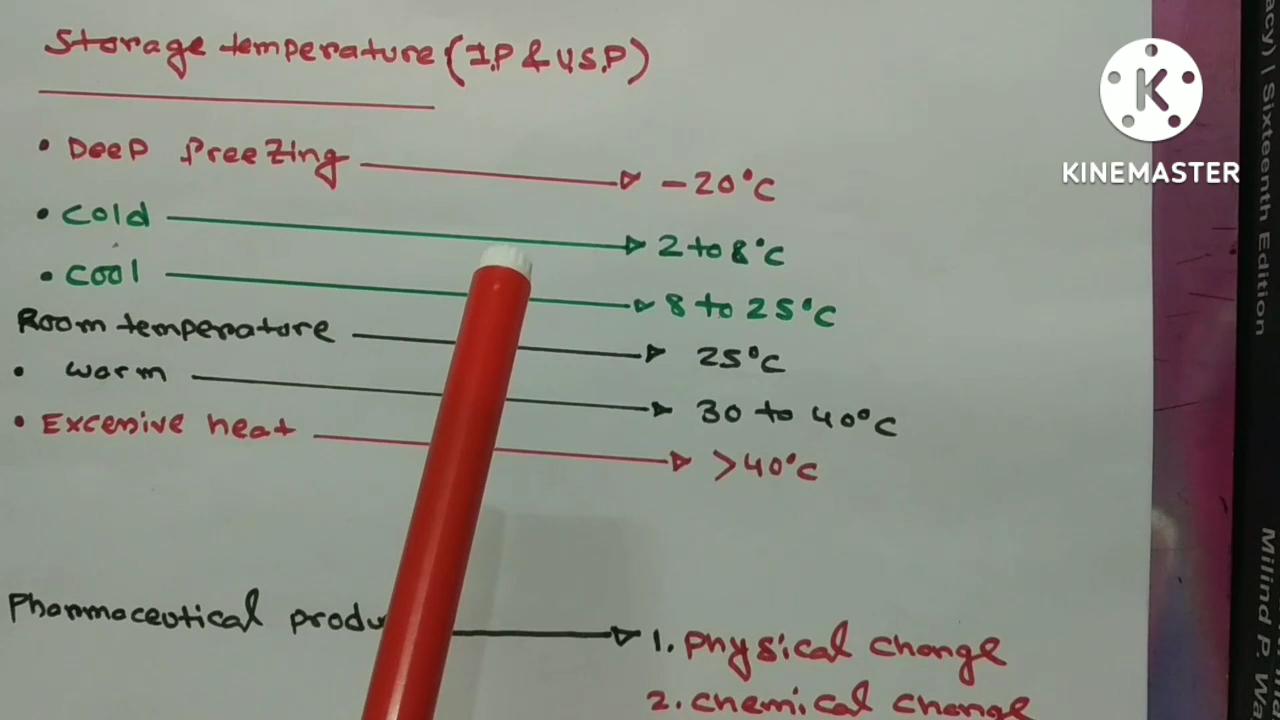 Storage temperature (I.P & U.S.P)
• Deep freezing → -20°C
• Cold → 2 to 8°C
• Cool → 8 to 25°C
Room temperature → 25°C
• Warm → 30 to 40°C
• Excessive heat → >40°C
Pharmaceutical produ → 1. Physical change
2. Chemical change
KINEMASTER
acy) | Sixteenth Edition
Milind P. Wa